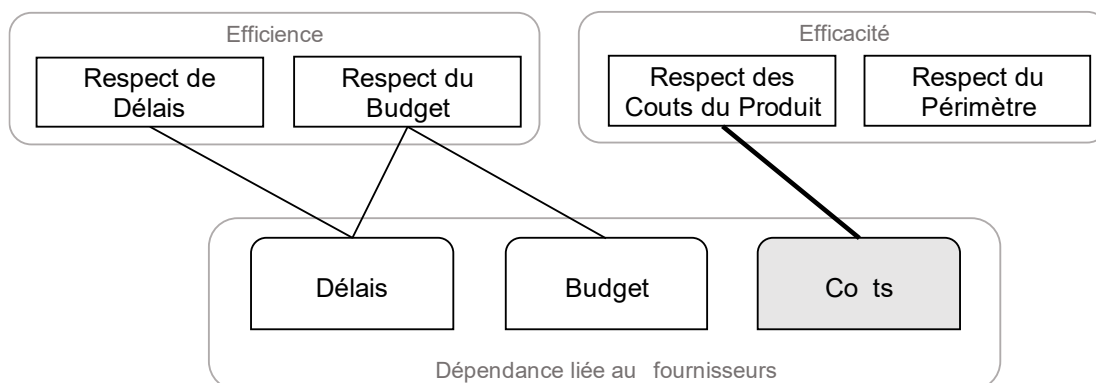 Efficience
Efficacité
Respect de
Délais
Respect du
Budget
Respect des
Couts du Produit
Respect du
Périmètre
Délais
Budget
Co ts
Dépendance liée au fournisseurs